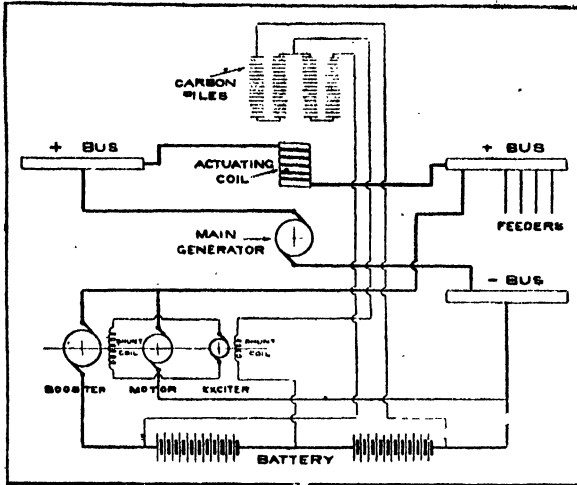 CARBON
PILES
+ BUS
ACTUATING
COIL
+ BUS
FEEDERS
MAIN
GENERATOR
- BUS
SHUNT
COIL
SHUNT
COIL
BOOSTER
MOTOR
EXCITER
BATTERY